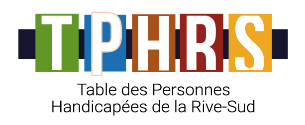 TPHRS
Table des Personnes
Handicapées de la Rive-Sud